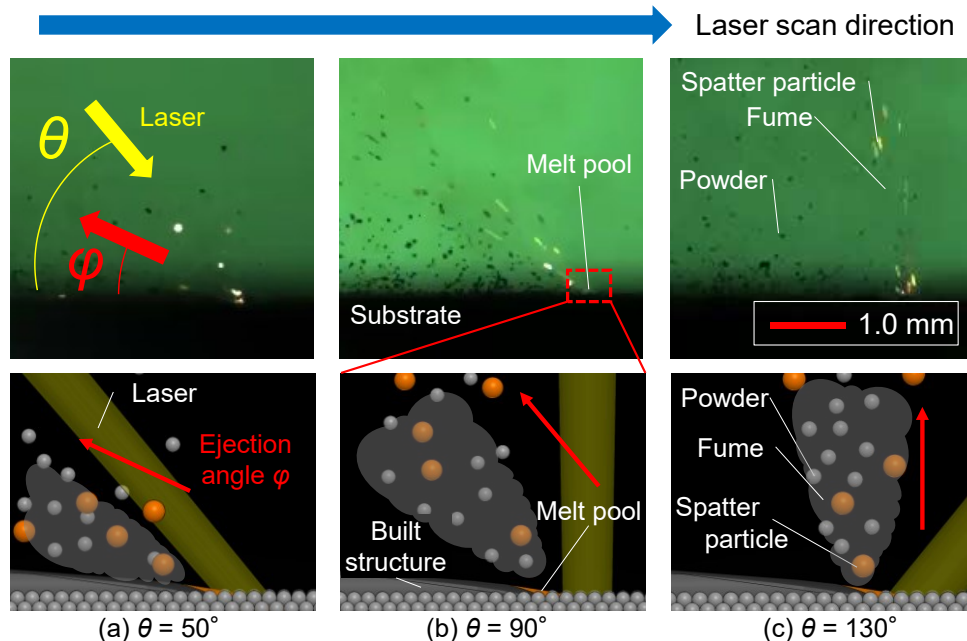 Laser scan direction
θ
Laser
φ
Melt pool
Substrate
Spatter particle
Fume
Powder
1.0 mm
Laser
Ejection
angle φ
Built
structure
Melt pool
Powder
Fume
Spatter
particle
(a) θ = 50°
(b) θ = 90°
(c) θ = 130°